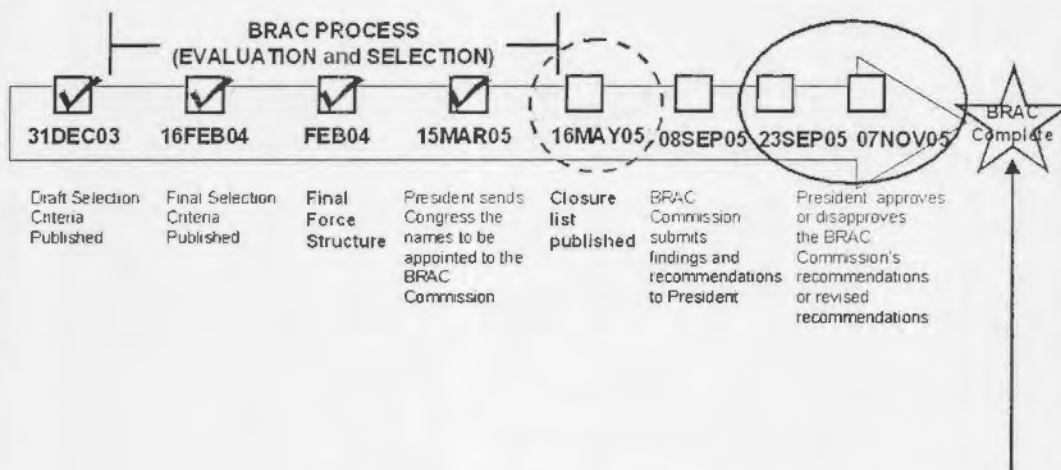 BRAC PROCESS
(EVALUATION and SELECTION)
31DEC03 16FEB04 FEB04 15MAR05 16MAY05 08SEP05 23SEP05 07NOV05
BRAC
Complete
Draft Selection
Criteria
Published
Final Selection
Criteria
Published
Final
Force
Structure
President sends
Congress the
names to be
appointed to the
BRAC
Commission
Closure
list
published
BRAC
Commission
submits
findings and
recommendations
to President
President approves
or disapproves
the BRAC
Commission's
recommendations
or revised
recommendations